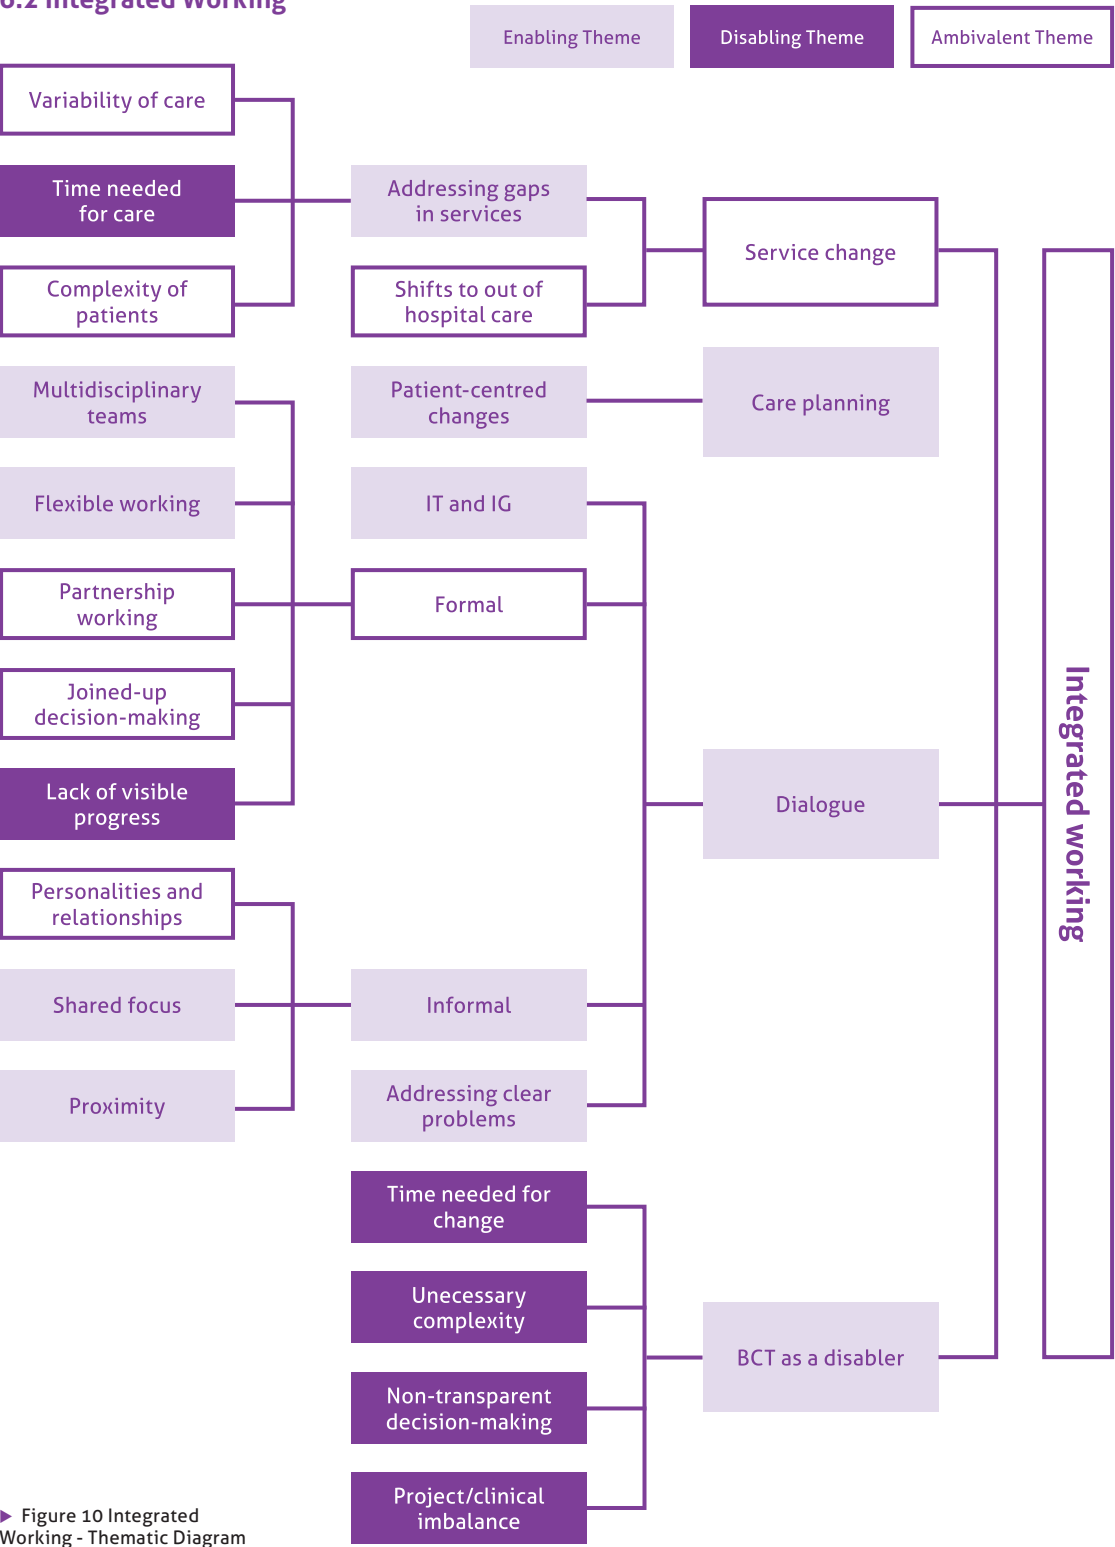 6.2 Integrated Working
Enabling Theme
Disabling Theme
Ambivalent Theme
Variability of care
Time needed
for care
Complexity of
patients
Multidisciplinary
teams
Flexible working
Partnership
working
Joined-up
decision-making
Lack of visible
progress
Personalities and
relationships
Shared focus
Proximity
Addressing gaps
in services
Shifts to out of
hospital care
Patient-centred
changes
IT and IG
Formal
Informal
Addressing clear
problems
Time needed for
change
Unecessary
complexity
Non-transparent
decision-making
Project/clinical
imbalance
Service change
Care planning
Dialogue
BCT as a disabler
Integrated working
▶ Figure 10 Integrated
Working - Thematic Diagram